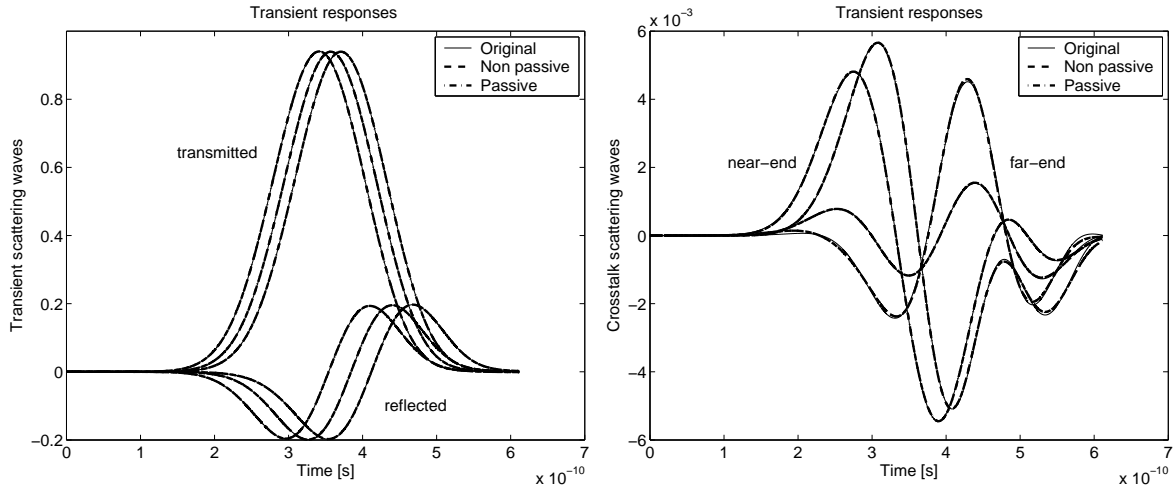 Transient responses
Original
Non passive
Passive
0.8
0.6
0.4
0.2
0
−0.2
transmitted
reflected
Transient scattering waves
0 1 2 3 4 5 6 7
Time [s]
x 10−10
Transient responses
x 10−3
Original
Non passive
Passive
6
4
2
0
−2
−4
−6
near−end
far−end
Crosstalk scattering waves
0 1 2 3 4 5 6 7
Time [s]
x 10−10